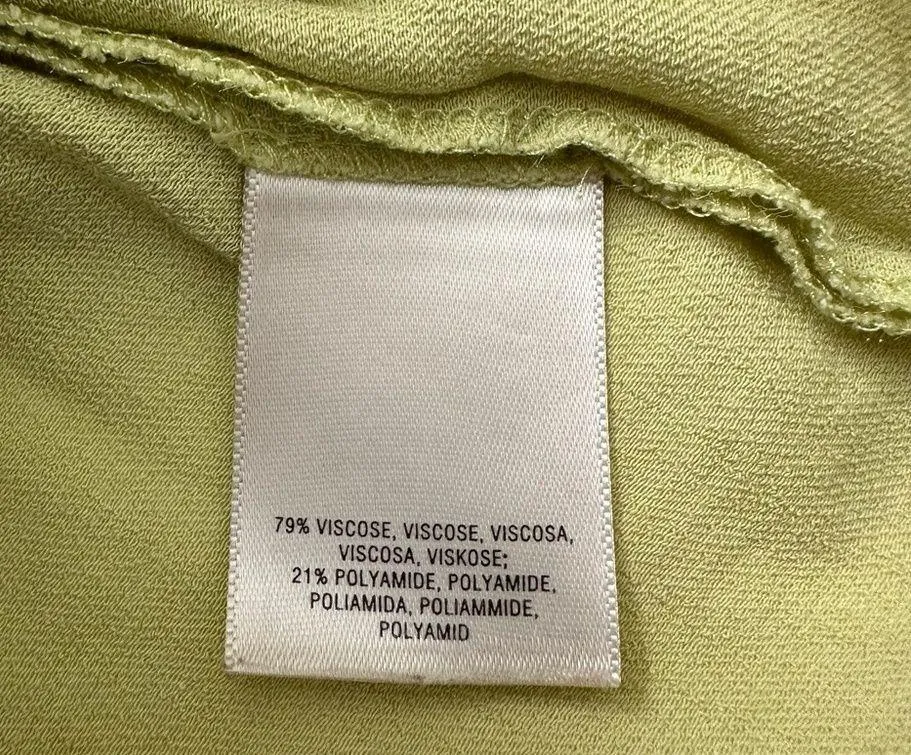 79% VISCOSE, VISCOSE, VISCOSA,
VISCOSA, VISKOSE;
21% POLYAMIDE, POLYAMIDE,
POLIAMIDA, POLIAMMIDE,
POLYAMID